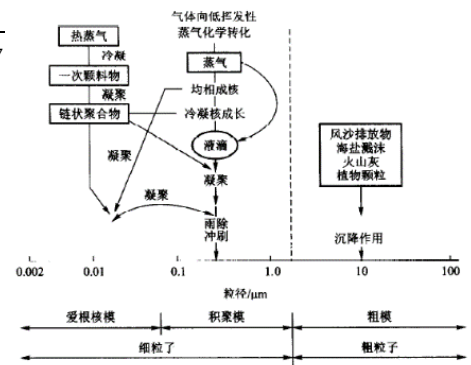 气体向低挥发性
蒸气化学转化
热蒸气
冷凝
一次颗料物
凝聚
链状聚合物
蒸气
均相成核
冷凝核成长
液滴
凝聚
凝聚
凝聚
雨除
冲刷
风沙排放物
海盐溅沫
火山灰
植物颗粒
沉降作用
0.002 0.01 0.1 1.0 10 100
粒径/μm
爱根核模 积聚模 粗模
细粒了 粗粒子